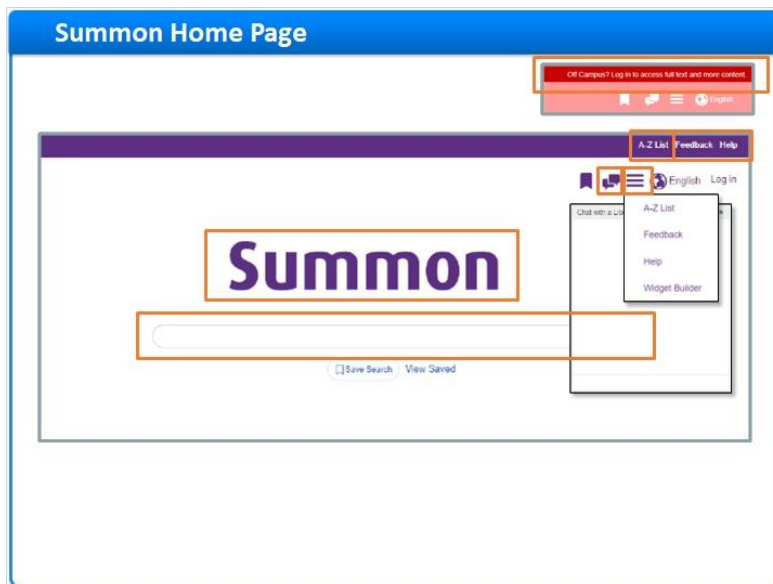 Summon Home Page
Off Campus? Log in to access full text and more content.
English
A-Z List Feedback Help
English Log in
Chat with a
A-Z List
Feedback
Help
Widget Builder
Summon
Save Search View Saved